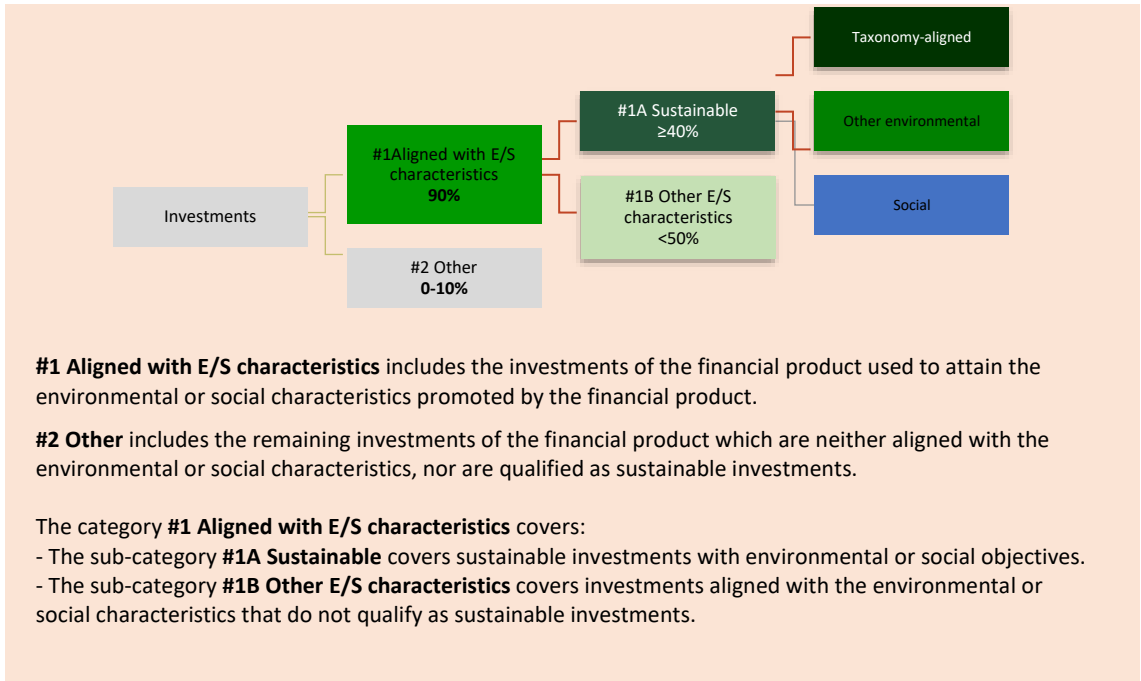 Taxonomy-aligned
#1A Sustainable
≥40%
Other environmental
#1Aligned with E/S
characteristics
90%
#1B Other E/S
characteristics
<50%
Social
Investments
#2 Other
0-10%
#1 Aligned with E/S characteristics includes the investments of the financial product used to attain the
environmental or social characteristics promoted by the financial product.
#2 Other includes the remaining investments of the financial product which are neither aligned with the
environmental or social characteristics, nor are qualified as sustainable investments.
The category #1 Aligned with E/S characteristics covers:
- The sub-category #1A Sustainable covers sustainable investments with environmental or social objectives.
- The sub-category #1B Other E/S characteristics covers investments aligned with the environmental or
social characteristics that do not qualify as sustainable investments.